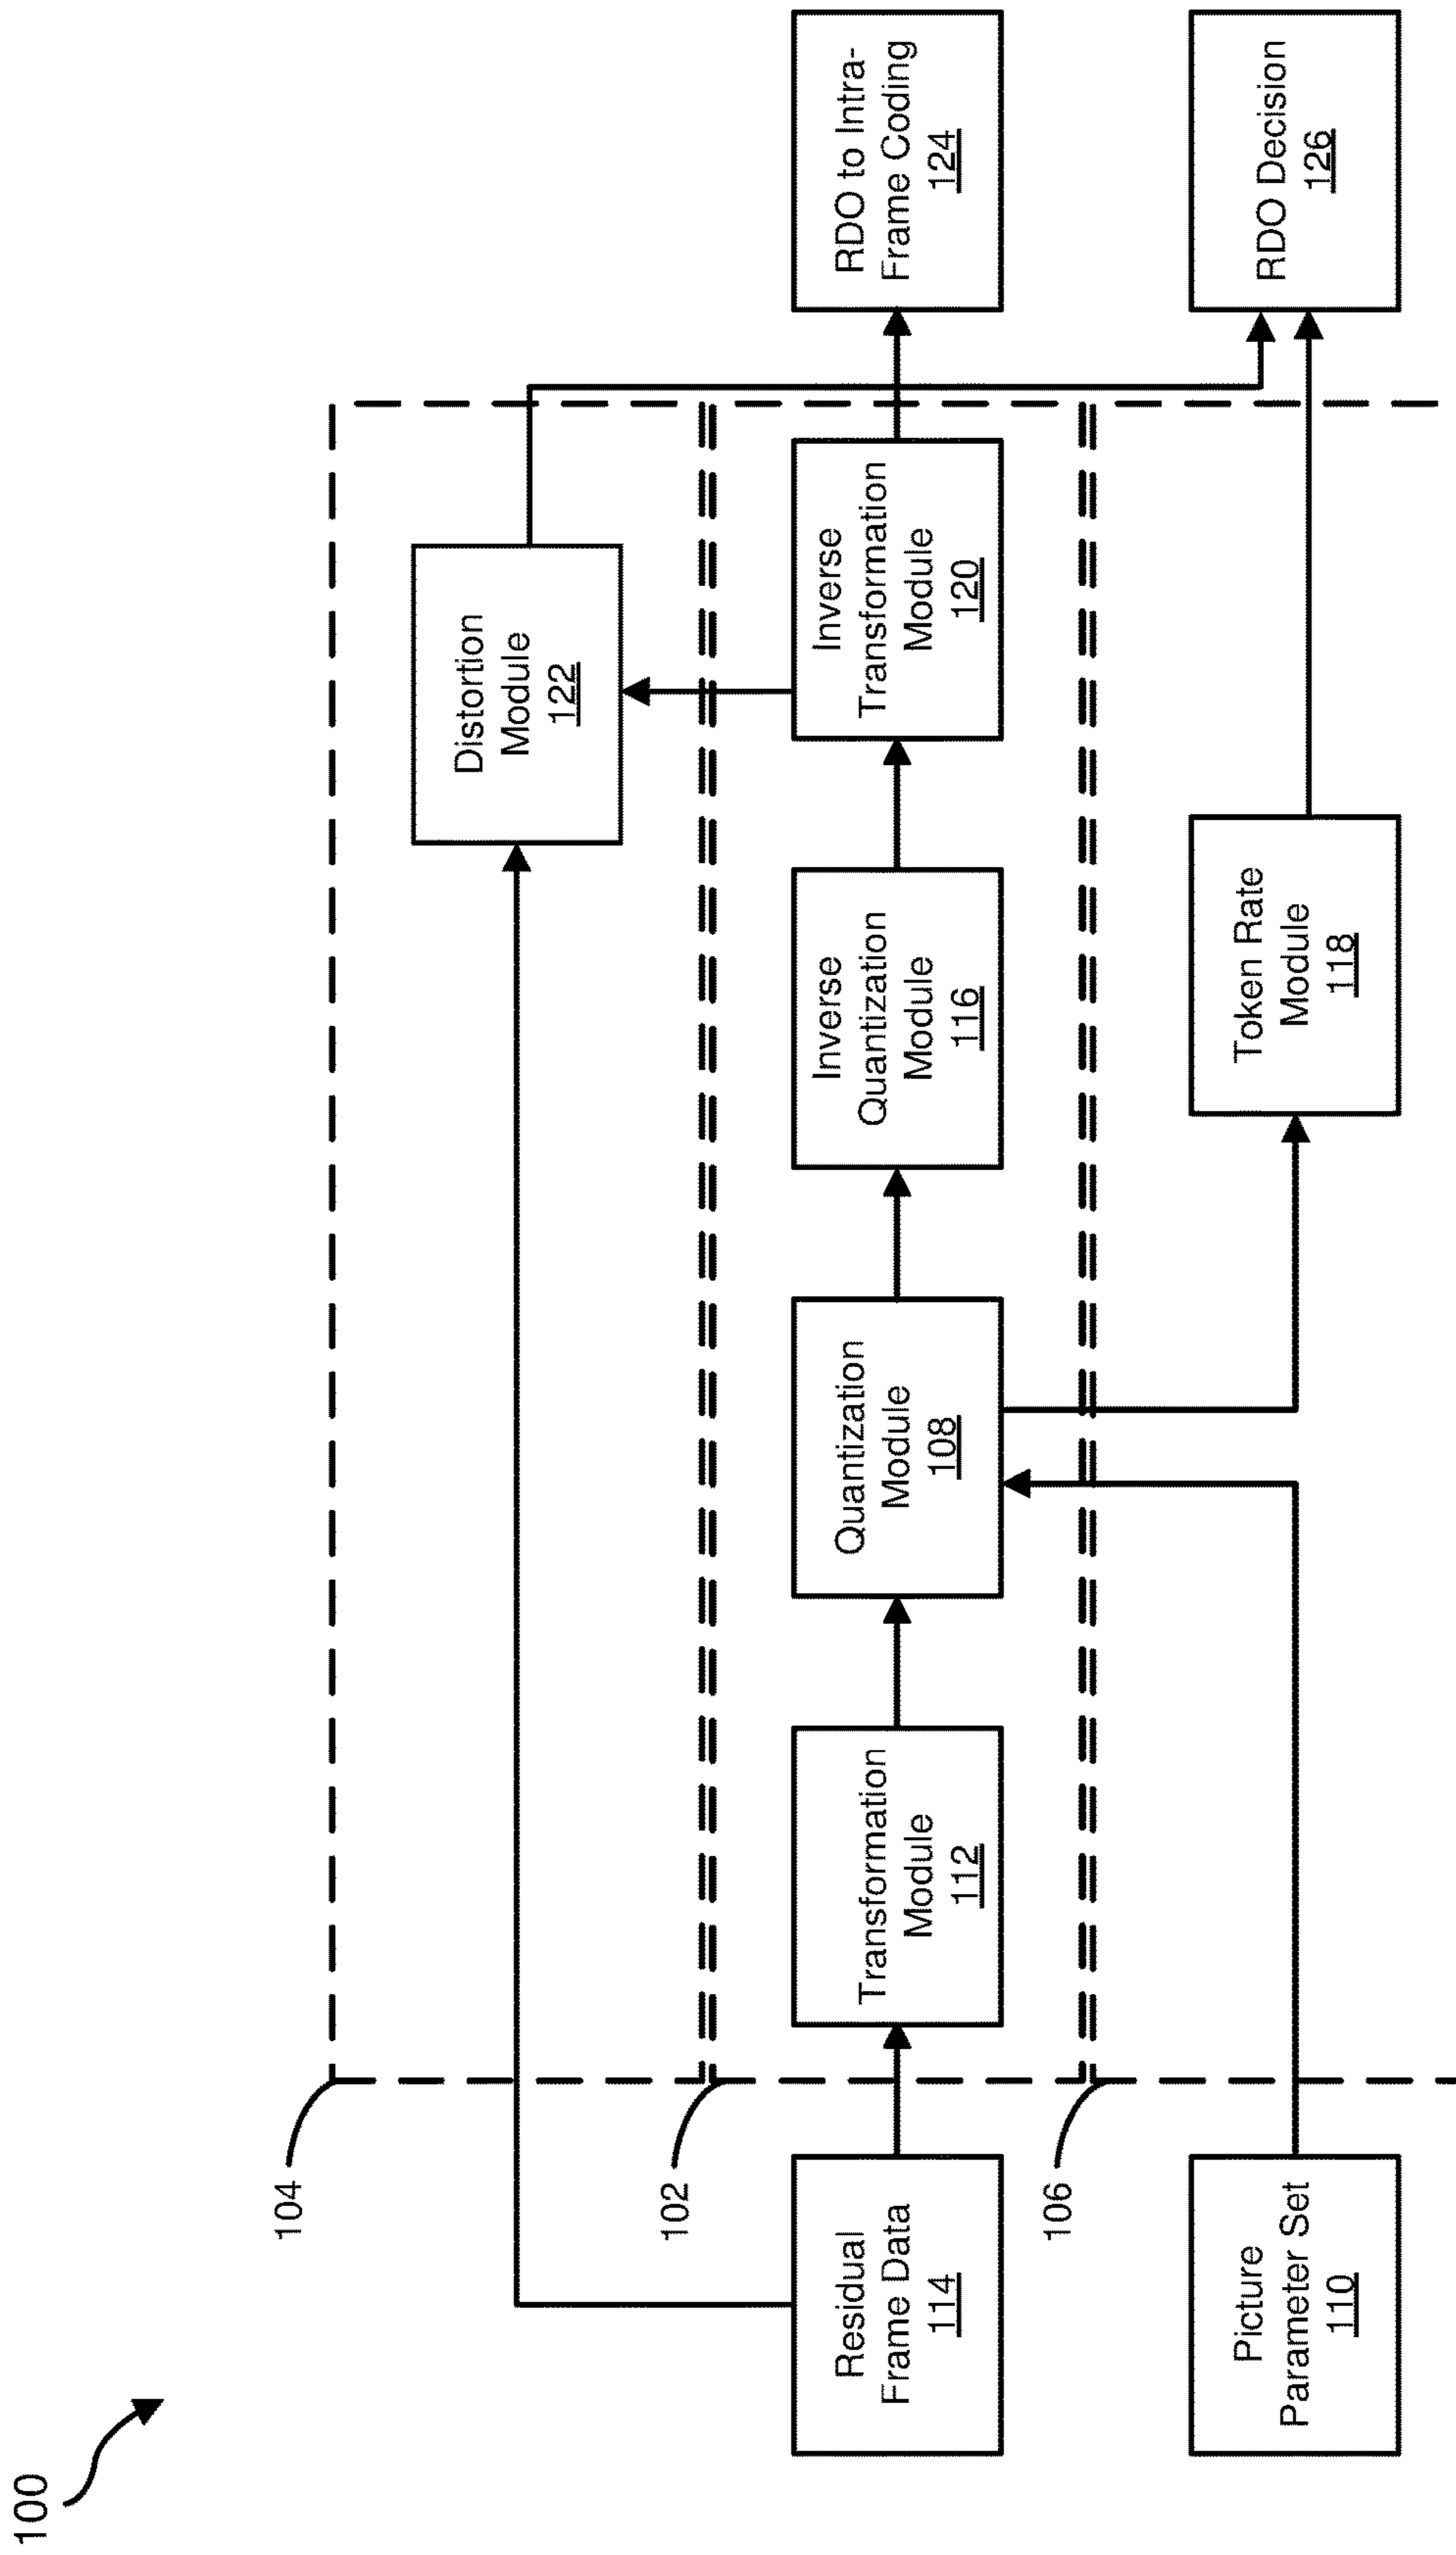 100
104
Distortion
Module
122
102
Residual
Frame Data
114
Transformation
Module
112
Quantization
Module
108
Inverse
Quantization
Module
116
Inverse
Transformation
Module
120
RDO to Intra-
Frame Coding
124
106
Picture
Parameter Set
110
Token Rate
Module
118
RDO Decision
126